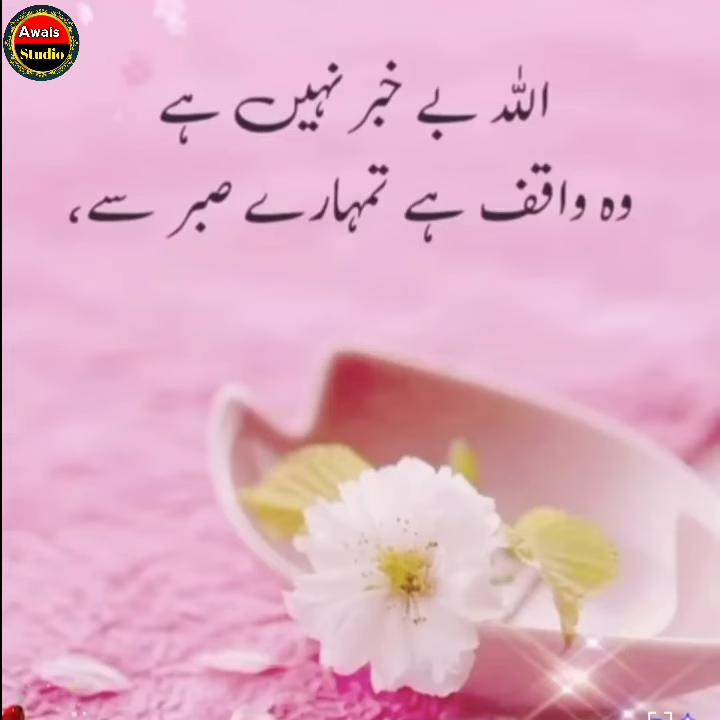 Awais
Studio
اللہ بے خبر نہیں ہے
وہ واقف ہے تمہارے صبر سے،